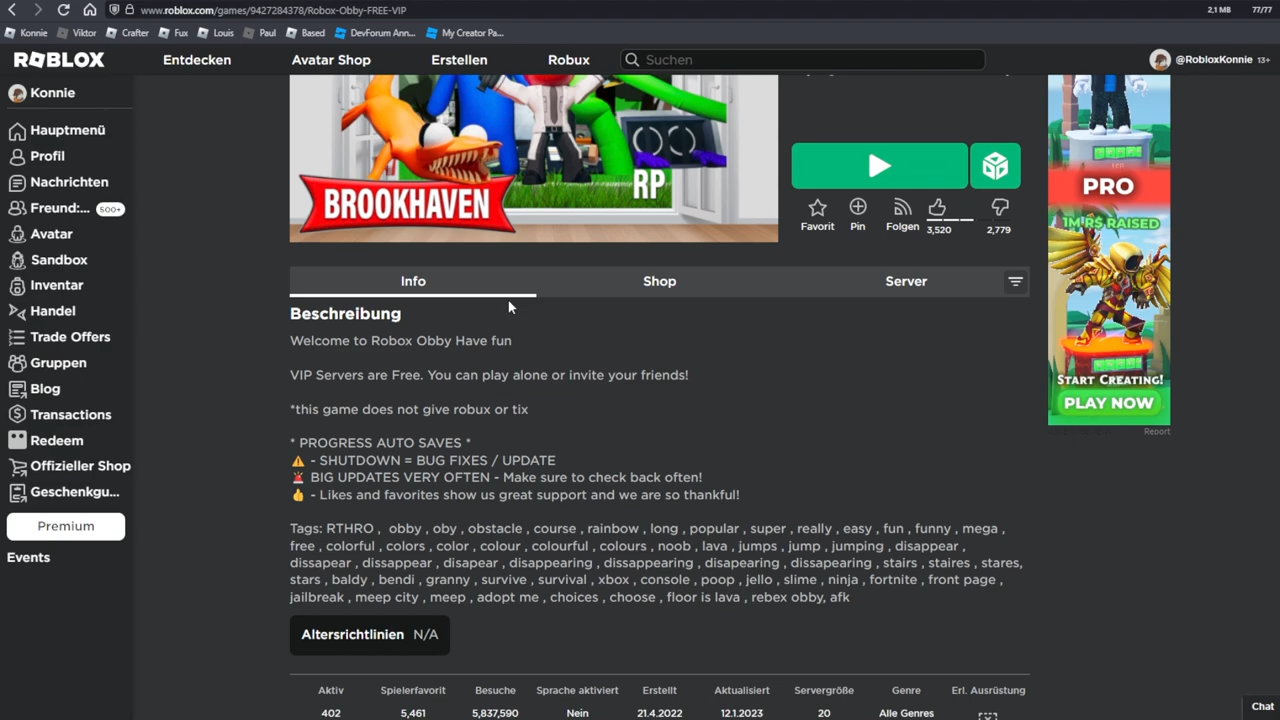 www.roblox.com/games/9427284378/Robox-Obby-FREE-VIP
2,1 MB 77/77
Konnie Viktor Crafter Fux Louis Paul Based DevForum Ann... My Creator Pa...
ROBLOX Entdecken Avatar Shop Erstellen Robux Suchen @RobloxKonnie 13+
Konnie
Hauptmenü
Profil
Nachrichten
Freund:... 500+
Avatar
Sandbox
Inventar
Handel
Trade Offers
Gruppen
Blog
Transactions
Redeem
Offizieller Shop
Geschenkgu...
Premium
Events
BROOKHAVEN
RP
Favorit Pin Folgen 3,520 2,779
Info Shop Server
Beschreibung
Welcome to Robox Obby Have fun
VIP Servers are Free. You can play alone or invite your friends!
*this game does not give robux or tix
* PROGRESS AUTO SAVES *
⚠️ - SHUTDOWN = BUG FIXES / UPDATE
🚨 BIG UPDATES VERY OFTEN - Make sure to check back often!
👍 - Likes and favorites show us great support and we are so thankful!
Tags: RTHRO , obby , oby , obstacle , course , rainbow , long , popular , super , really , easy , fun , funny , mega ,
free , colorful , colors , color , colour , colourful , colours , noob , lava , jumps , jump , jumping , disappear ,
dissapear , dissappear , disapear , disappearing , dissappearing , disapearing , dissapearing , stairs , staires , stares,
stars , baldy , bendi , granny , survive , survival , xbox , console , poop , jello , slime , ninja , fortnite , front page ,
jailbreak , meep city , meep , adopt me , choices , choose , floor is lava , rebex obby, afk
Altersrichtlinien N/A
Aktiv Spielerfavorit Besuche Sprache aktiviert Erstellt Aktualisiert Servergröße Genre Erl. Ausrüstung
402 5,461 5,837,590 Nein 21.4.2022 12.1.2023 20 Alle Genres
PRO
1M R$ RAISED
START CREATING!
PLAY NOW
Report
Chat